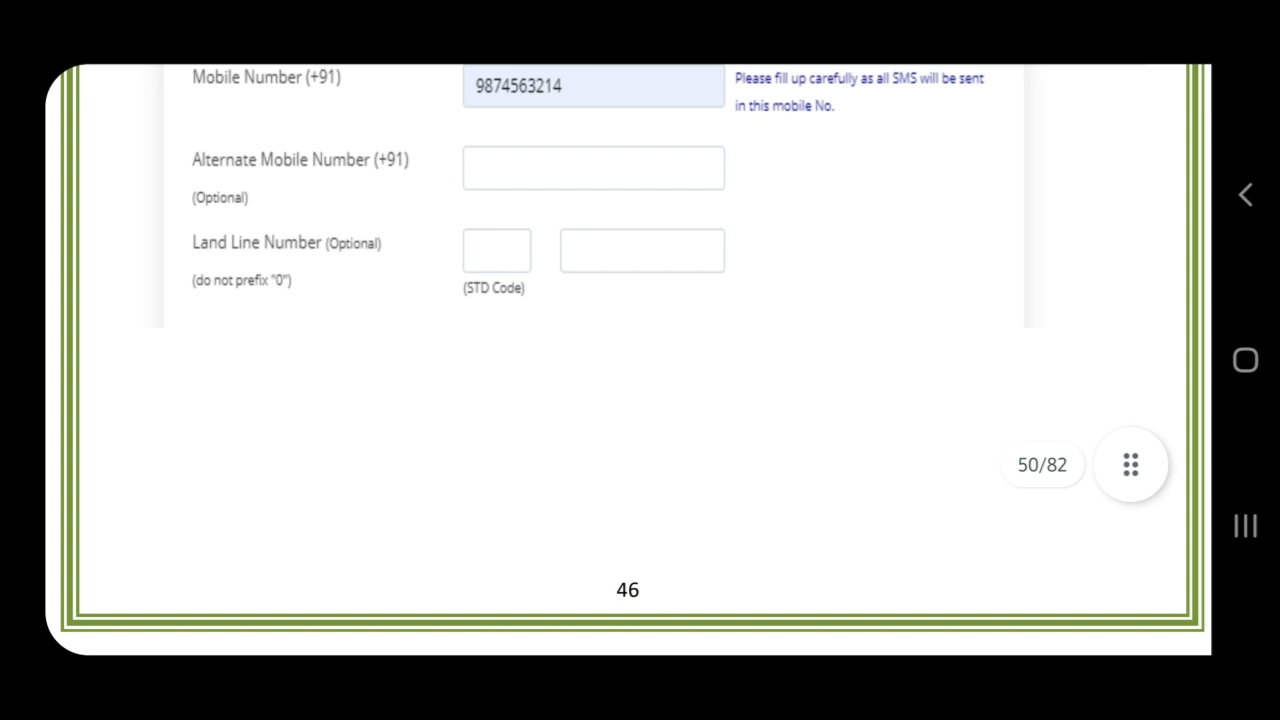 Mobile Number (+91)
9874563214
Please fill up carefully as all SMS will be sent
in this mobile No.
Alternate Mobile Number (+91)
(Optional)
Land Line Number (Optional)
(do not prefix "0")
(STD Code)
50/82
46